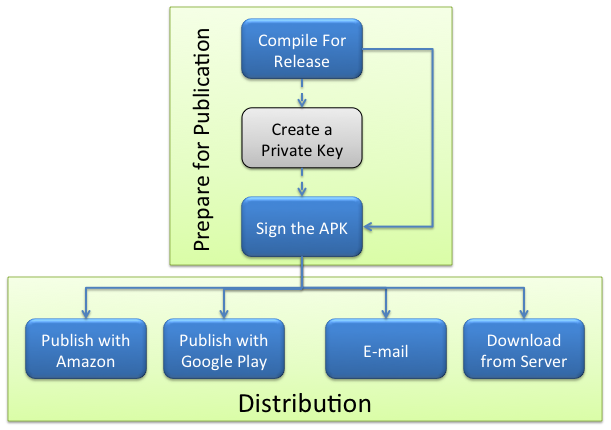 Prepare for Publication
Compile For
Release
Create a
Private Key
Sign the APK
Publish with
Amazon
Publish with
Google Play
E-mail
Download
from Server
Distribution